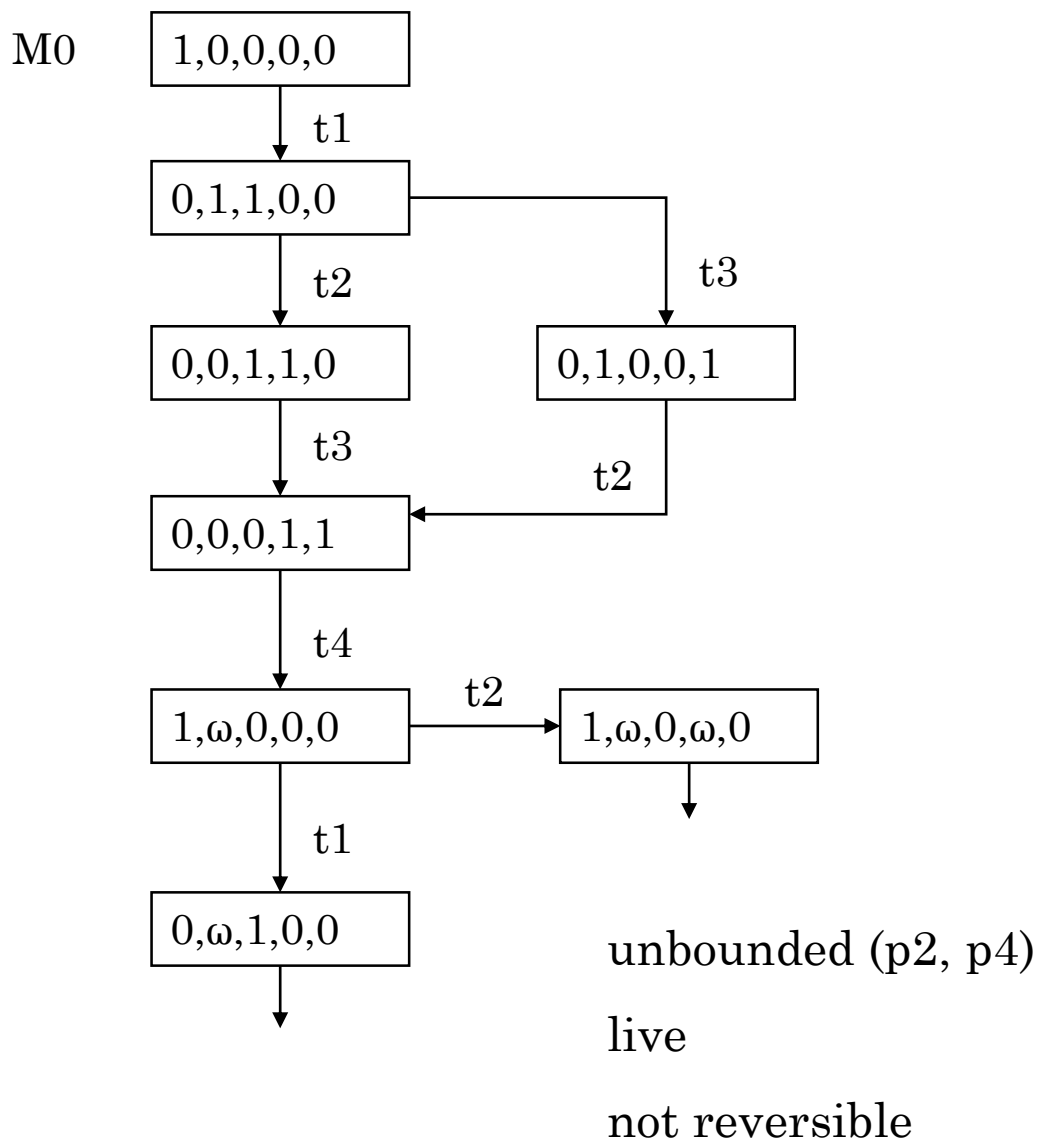 M0
1,0,0,0,0
t1
0,1,1,0,0
t2
t3
0,0,1,1,0
0,1,0,0,1
t3
t2
0,0,0,1,1
t4
t2
1,ω,0,0,0
1,ω,0,ω,0
t1
0,ω,1,0,0
unbounded (p2, p4)
live
not reversible